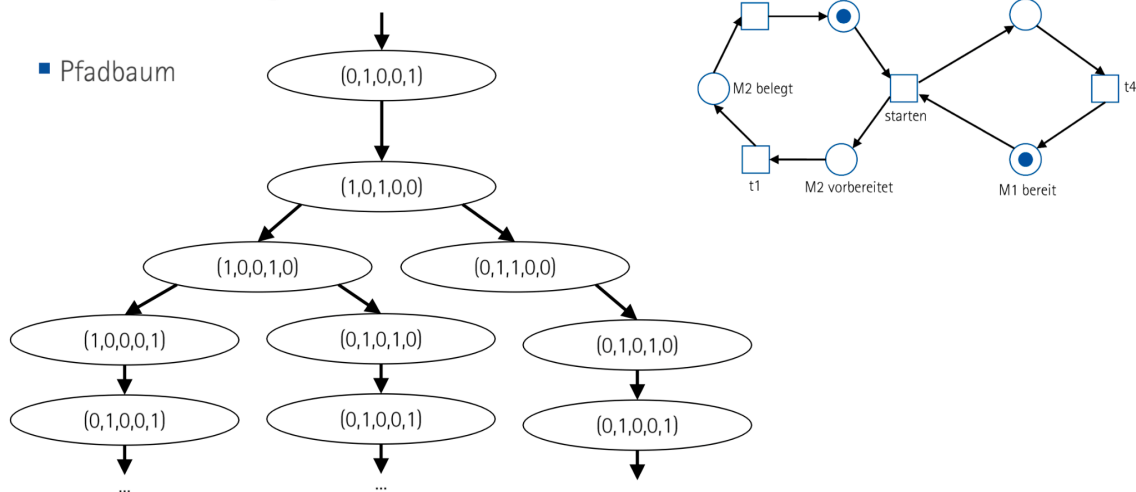 Pfadbaum
(0,1,0,0,1)
(1,0,1,0,0)
(1,0,0,1,0)
(0,1,1,0,0)
(1,0,0,0,1)
(0,1,0,1,0)
(0,1,0,1,0)
(0,1,0,0,1)
(0,1,0,0,1)
(0,1,0,0,1)
...
...
M2 belegt
starten
t4
t1
M2 vorbereitet
M1 bereit